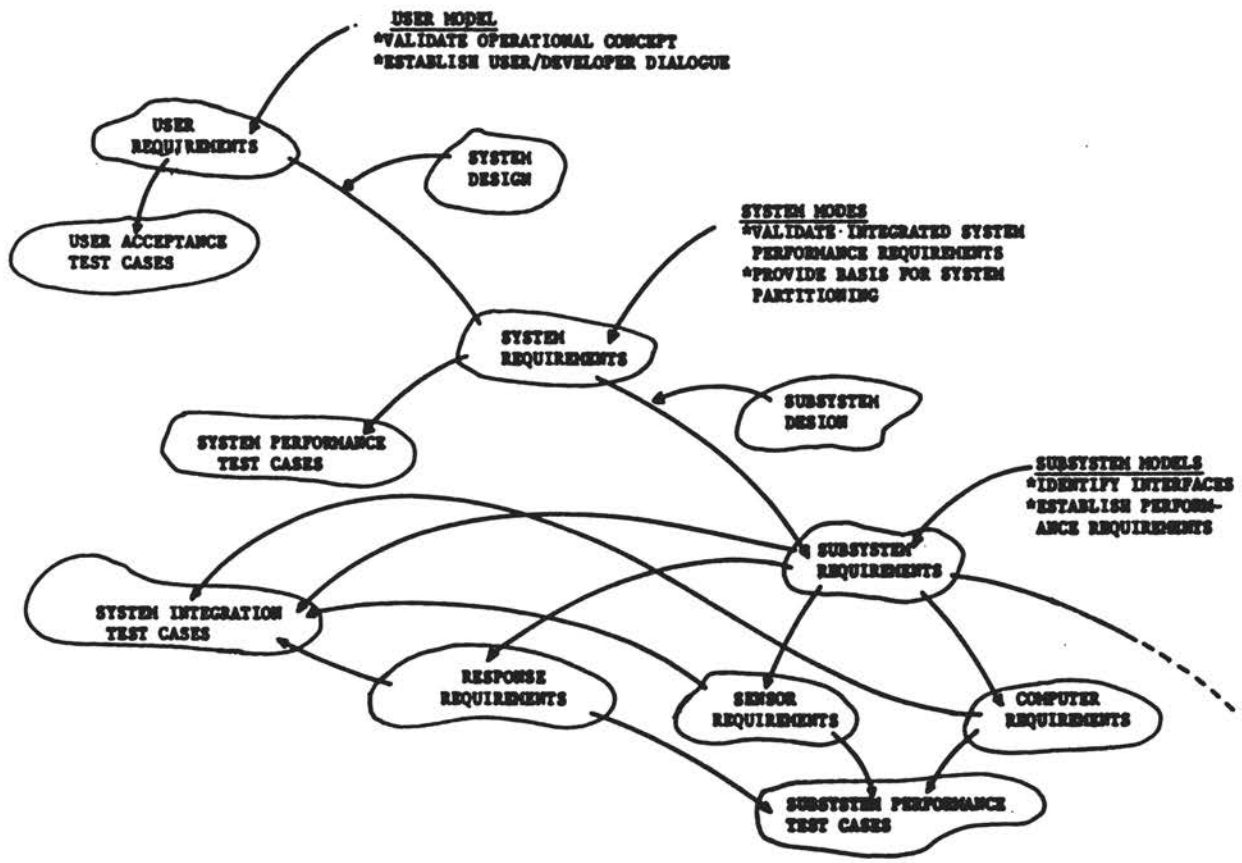 USER MODEL
*VALIDATE OPERATIONAL CONCEPT
*ESTABLISH USER/DEVELOPER DIALOGUE
USER
REQUIREMENTS
SYSTEM
DESIGN
USER ACCEPTANCE
TEST CASES
SYSTEM MODES
*VALIDATE INTEGRATED SYSTEM
PERFORMANCE REQUIREMENTS
*PROVIDE BASIS FOR SYSTEM
PARTITIONING
SYSTEM
REQUIREMENTS
SUBSYSTEM
DESIGN
SYSTEM PERFORMANCE
TEST CASES
SUBSYSTEM MODELS
*IDENTIFY INTERFACES
*ESTABLISH PERFORM-
ANCE REQUIREMENTS
SUBSYSTEM
REQUIREMENTS
SYSTEM INTEGRATION
TEST CASES
RESPONSE
REQUIREMENTS
SENSOR
REQUIREMENTS
COMPUTER
REQUIREMENTS
SUBSYSTEM PERFORMANCE
TEST CASES